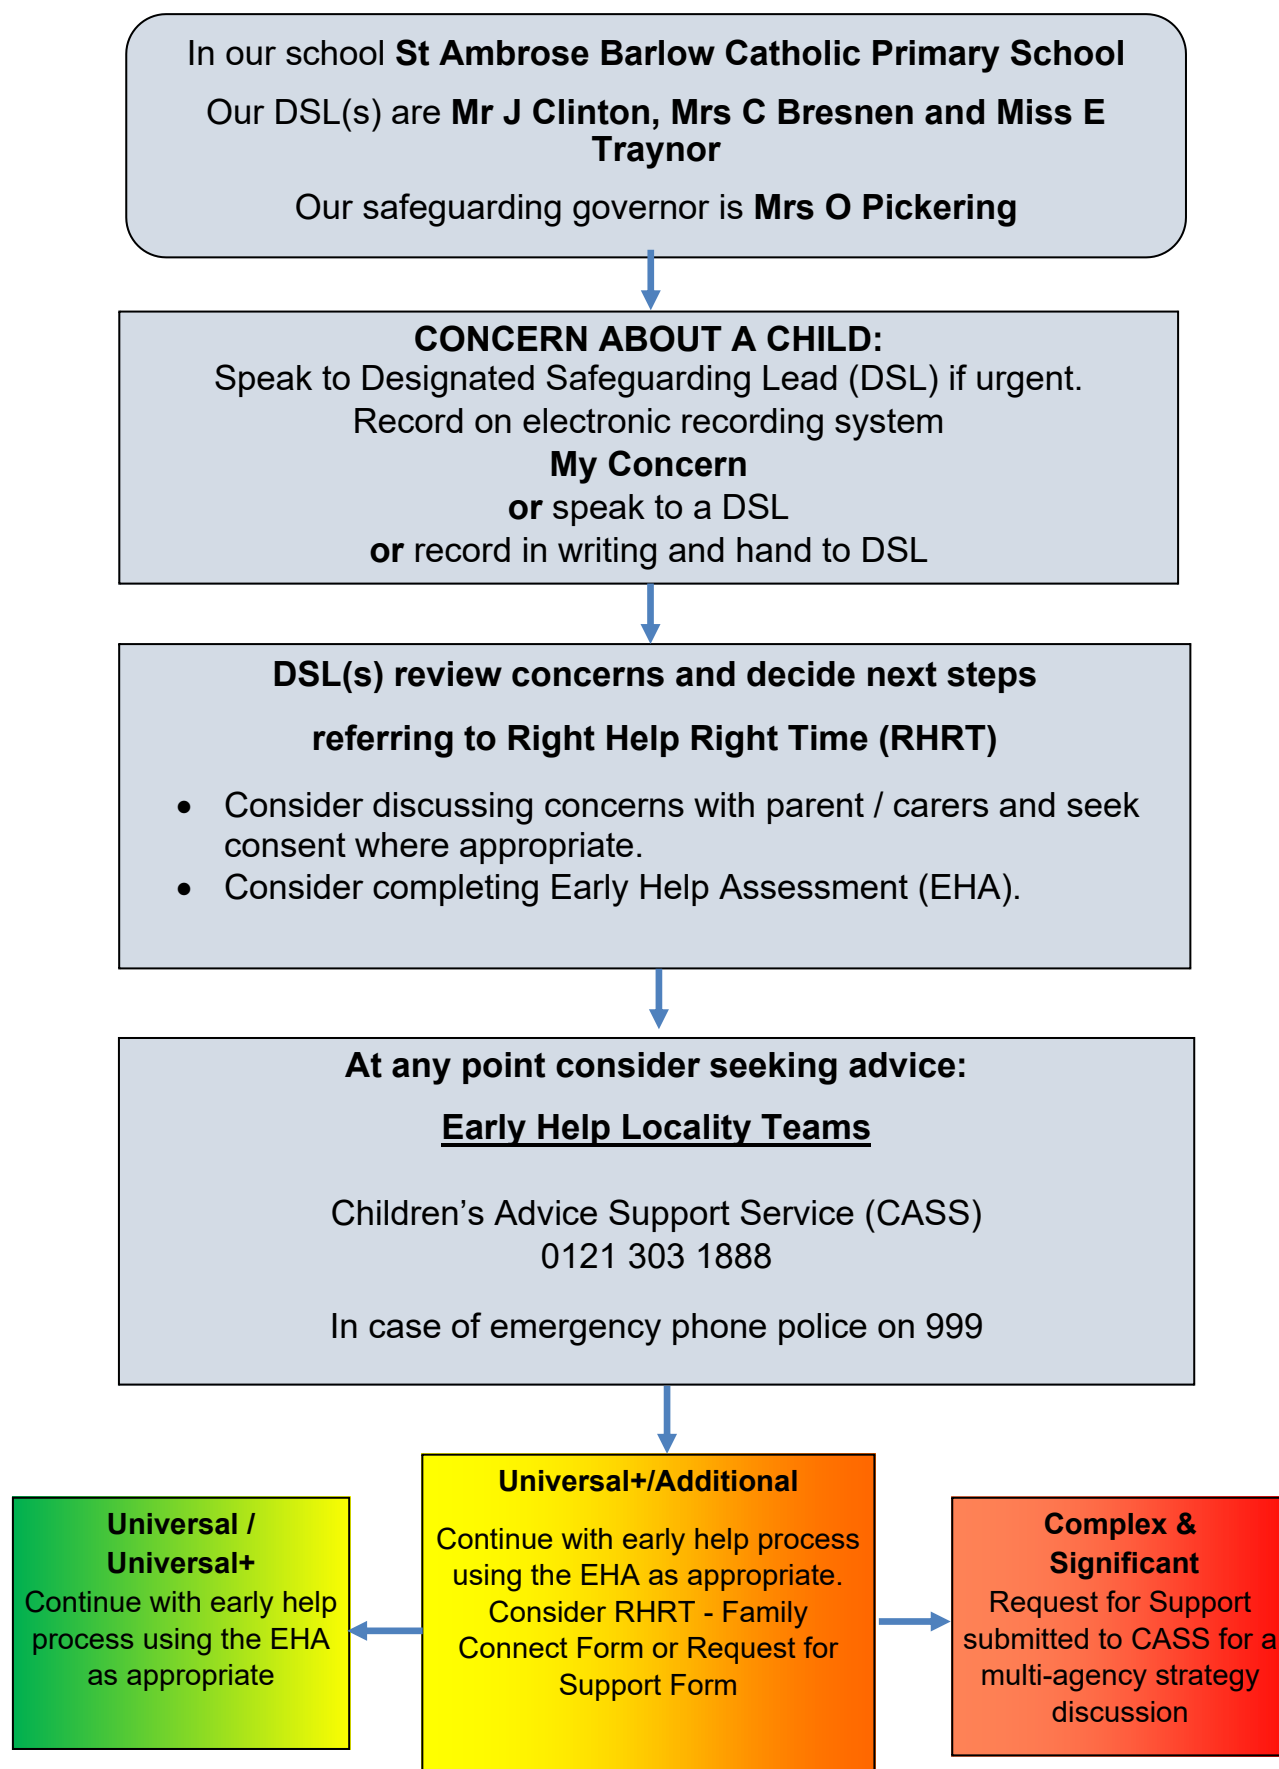 In our school St Ambrose Barlow Catholic Primary School
Our DSL(s) are Mr J Clinton, Mrs C Bresnen and Miss E
Traynor
Our safeguarding governor is Mrs O Pickering
CONCERN ABOUT A CHILD:
Speak to Designated Safeguarding Lead (DSL) if urgent.
Record on electronic recording system
My Concern
or speak to a DSL
or record in writing and hand to DSL
DSL(s) review concerns and decide next steps
referring to Right Help Right Time (RHRT)
• Consider discussing concerns with parent / carers and seek
consent where appropriate.
• Consider completing Early Help Assessment (EHA).
At any point consider seeking advice:
Early Help Locality Teams
Children’s Advice Support Service (CASS)
0121 303 1888
In case of emergency phone police on 999
Universal /
Universal+
Continue with early help
process using the EHA
as appropriate
Universal+/Additional
Continue with early help process
using the EHA as appropriate.
Consider RHRT - Family
Connect Form or Request for
Support Form
Complex &
Significant
Request for Support
submitted to CASS for a
multi-agency strategy
discussion